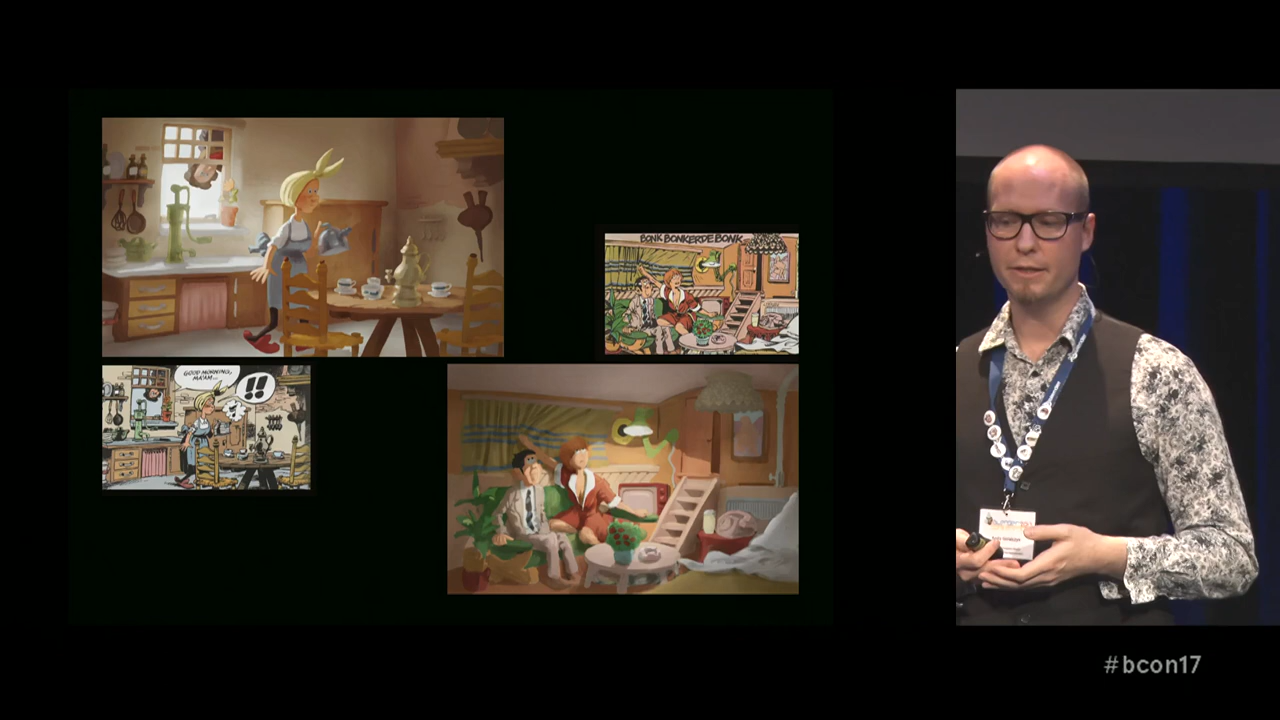 BONK BONKERDE BONK
GOOD MORNING,
MA'AM...
!!
#bcon17